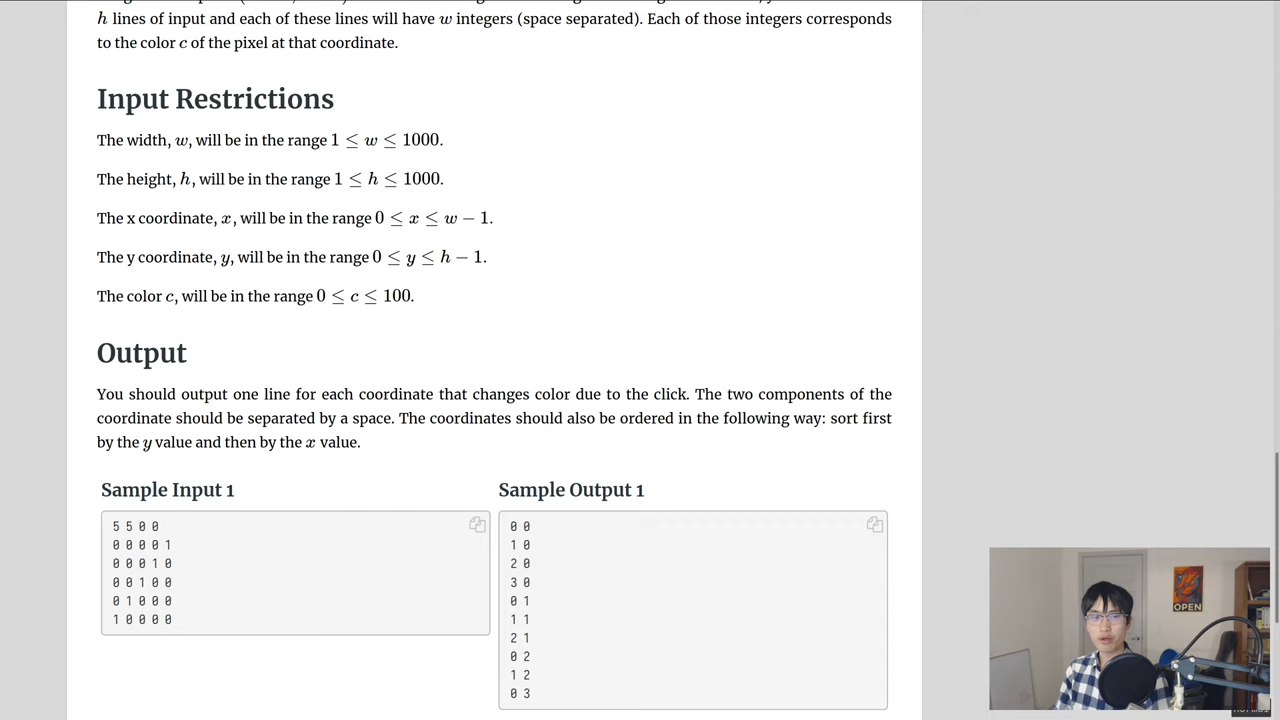 h lines of input and each of these lines will have w integers (space separated). Each of those integers corresponds
to the color c of the pixel at that coordinate.
Input Restrictions
The width, w, will be in the range 1 ≤ w ≤ 1000.
The height, h, will be in the range 1 ≤ h ≤ 1000.
The x coordinate, x, will be in the range 0 ≤ x ≤ w − 1.
The y coordinate, y, will be in the range 0 ≤ y ≤ h − 1.
The color c, will be in the range 0 ≤ c ≤ 100.
Output
You should output one line for each coordinate that changes color due to the click. The two components of the
coordinate should be separated by a space. The coordinates should also be ordered in the following way: sort first
by the y value and then by the x value.
Sample Input 1
5 5 0 0
0 0 0 0 1
0 0 0 1 0
0 0 1 0 0
0 1 0 0 0
1 0 0 0 0
Sample Output 1
0 0
1 0
2 0
3 0
0 1
1 1
2 1
0 2
1 2
0 3
OPEN